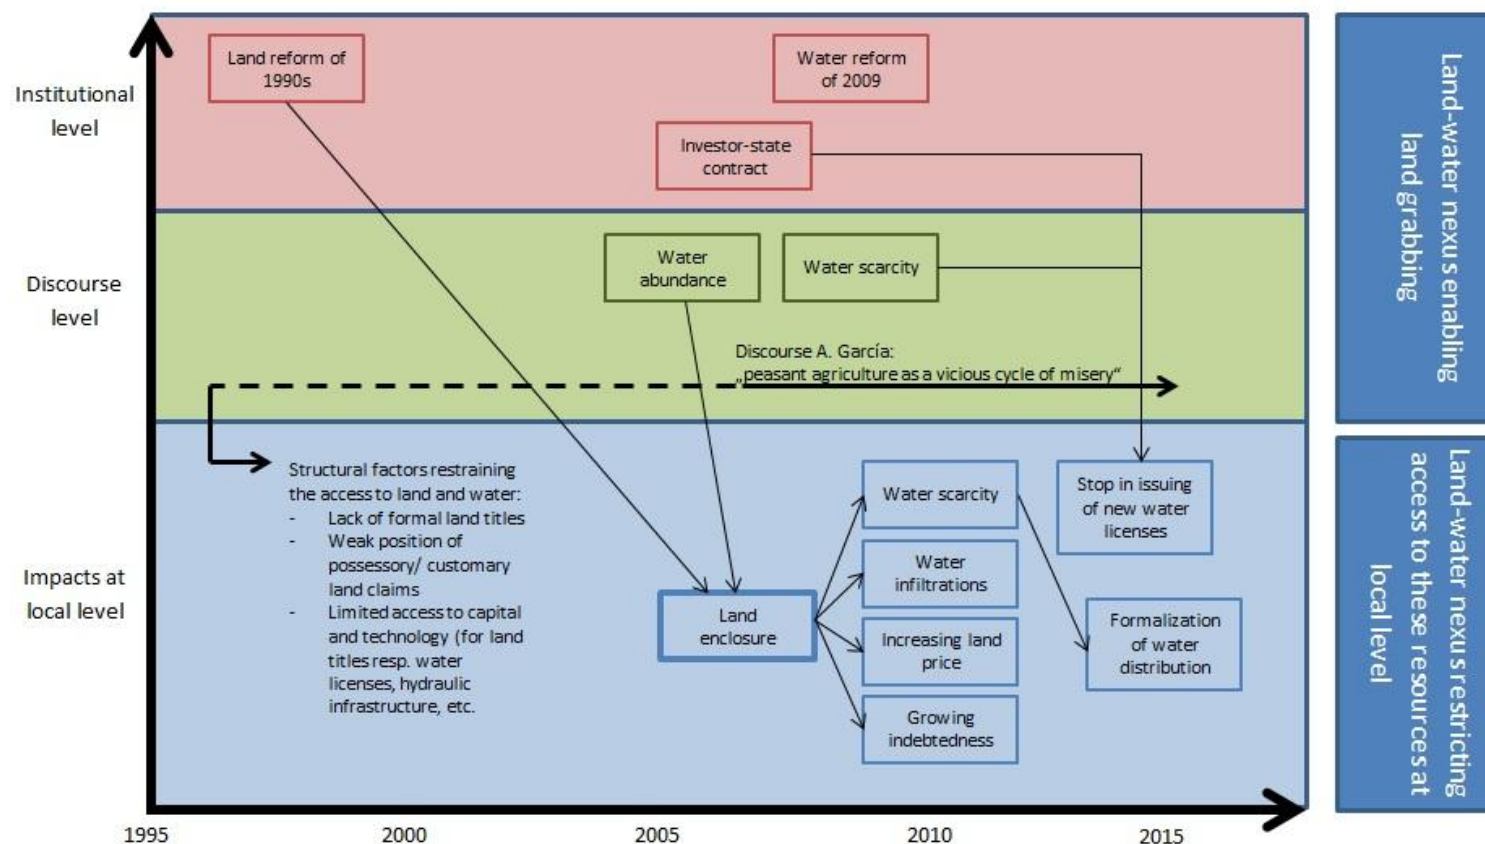 Institutional
level
Land reform of
1990s
Water reform
of 2009
Investor-state
contract
Discourse
level
Water
abundance
Water scarcity
Discourse A. García:
„peasant agriculture as a vicious cycle of misery“
Impacts at
local level
Structural factors restraining
the access to land and water:
- Lack of formal land titles
- Weak position of
possessory/ customary
land claims
- Limited access to capital
and technology (for land
titles resp. water
licenses, hydraulic
infrastructure, etc.
Land
enclosure
Water scarcity
Water
infiltrations
Increasing land
price
Growing
indebtedness
Stop in issuing
of new water
licenses
Formalization
of water
distribution
1995
2000
2005
2010
2015
Land-water nexus enabling
land grabbing
Land-water nexus restricting
access to these resources at
local level